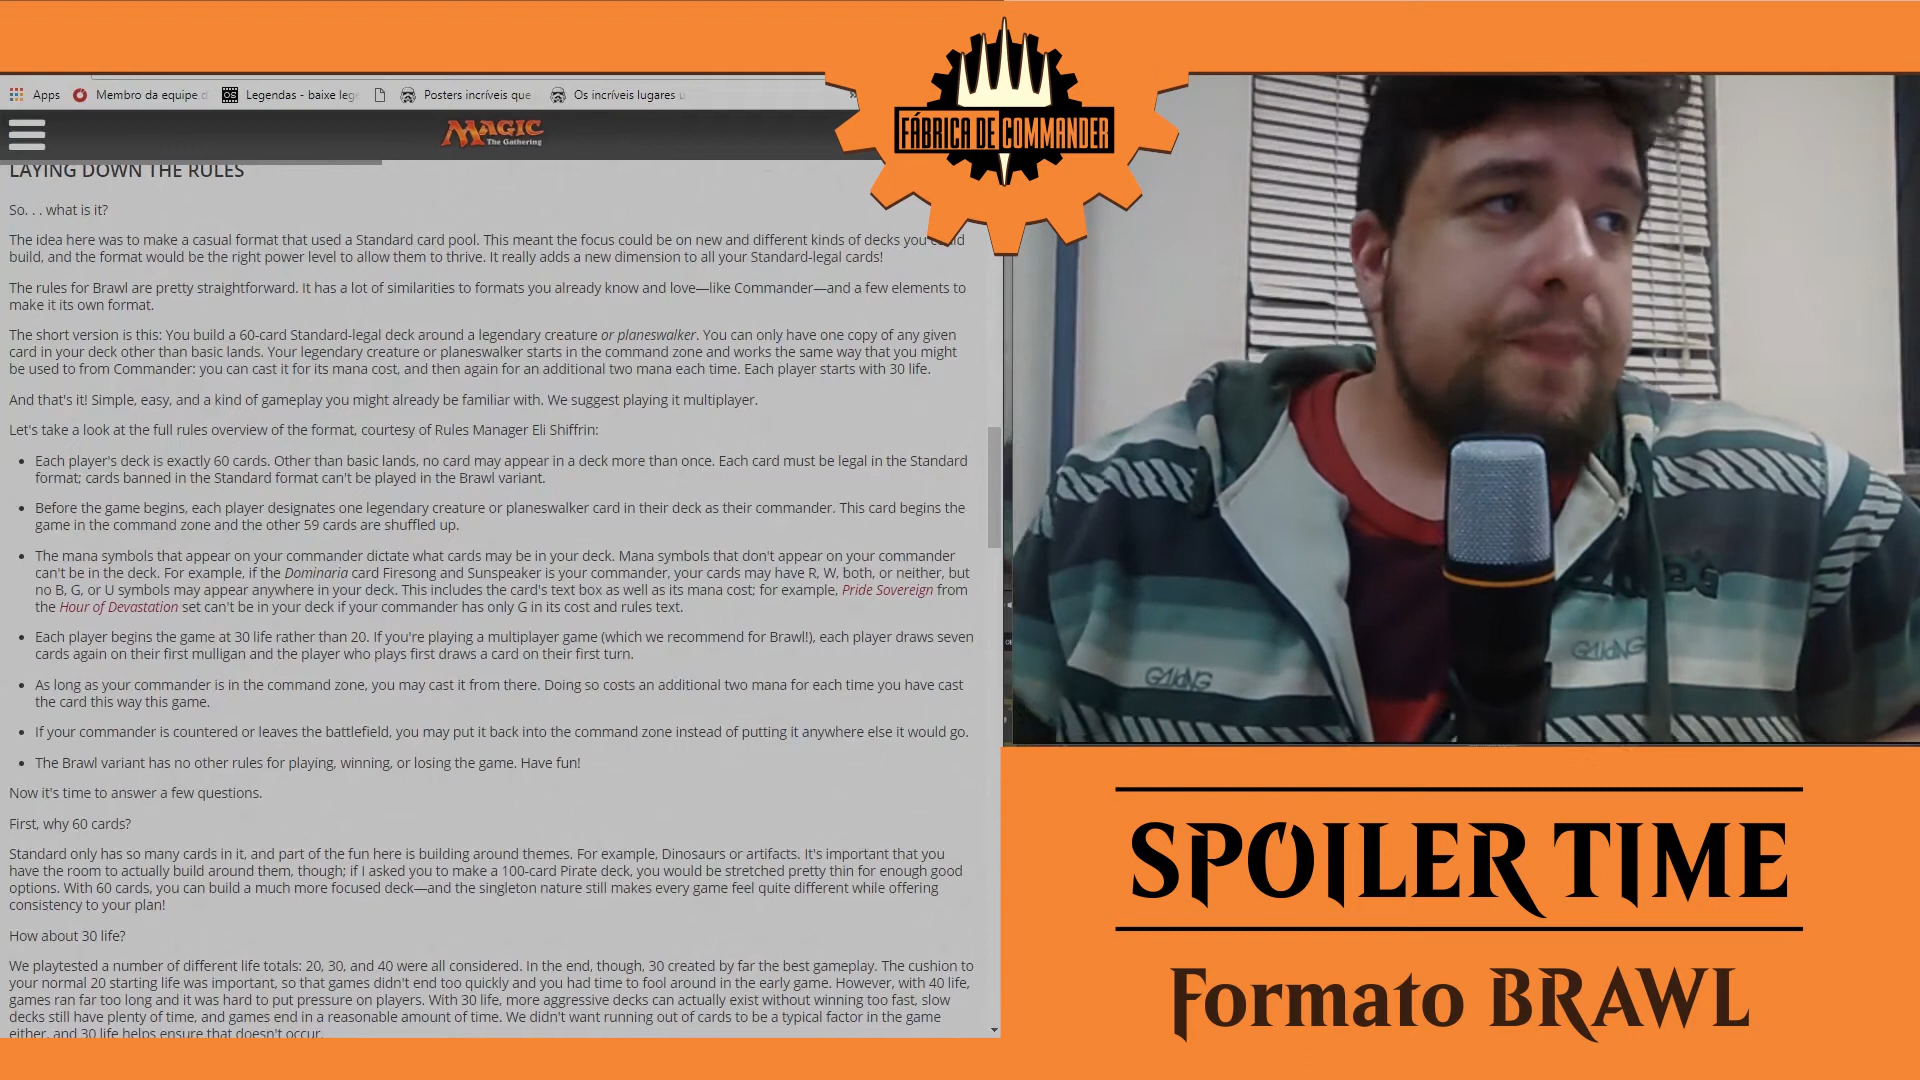 Apps Membro da equipe d Legendas - baixe leg Posters incríveis que Os incríveis lugares u »
MAGIC
The Gathering
FÁBRICA DE COMMANDER
LAYING DOWN THE RULES
So. . . what is it?
The idea here was to make a casual format that used a Standard card pool. This meant the focus could be on new and different kinds of decks you could
build, and the format would be the right power level to allow them to thrive. It really adds a new dimension to all your Standard-legal cards!
The rules for Brawl are pretty straightforward. It has a lot of similarities to formats you already know and love—like Commander—and a few elements to
make it its own format.
The short version is this: You build a 60-card Standard-legal deck around a legendary creature or planeswalker. You can only have one copy of any given
card in your deck other than basic lands. Your legendary creature or planeswalker starts in the command zone and works the same way that you might
be used to from Commander: you can cast it for its mana cost, and then again for an additional two mana each time. Each player starts with 30 life.
And that's it! Simple, easy, and a kind of gameplay you might already be familiar with. We suggest playing it multiplayer.
Let's take a look at the full rules overview of the format, courtesy of Rules Manager Eli Shiffrin:
• Each player's deck is exactly 60 cards. Other than basic lands, no card may appear in a deck more than once. Each card must be legal in the Standard
format; cards banned in the Standard format can't be played in the Brawl variant.
• Before the game begins, each player designates one legendary creature or planeswalker card in their deck as their commander. This card begins the
game in the command zone and the other 59 cards are shuffled up.
• The mana symbols that appear on your commander dictate what cards may be in your deck. Mana symbols that don't appear on your commander
can't be in the deck. For example, if the Dominaria card Firesong and Sunspeaker is your commander, your cards may have R, W, both, or neither, but
no B, G, or U symbols may appear anywhere in your deck. This includes the card's text box as well as its mana cost; for example, Pride Sovereign from
the Hour of Devastation set can't be in your deck if your commander has only G in its cost and rules text.
• Each player begins the game at 30 life rather than 20. If you're playing a multiplayer game (which we recommend for Brawl!), each player draws seven
cards again on their first mulligan and the player who plays first draws a card on their first turn.
• As long as your commander is in the command zone, you may cast it from there. Doing so costs an additional two mana for each time you have cast
the card this way this game.
• If your commander is countered or leaves the battlefield, you may put it back into the command zone instead of putting it anywhere else it would go.
• The Brawl variant has no other rules for playing, winning, or losing the game. Have fun!
Now it's time to answer a few questions.
First, why 60 cards?
Standard only has so many cards in it, and part of the fun here is building around themes. For example, Dinosaurs or artifacts. It's important that you
have the room to actually build around them, though; if I asked you to make a 100-card Pirate deck, you would be stretched pretty thin for enough good
options. With 60 cards, you can build a much more focused deck—and the singleton nature still makes every game feel quite different while offering
consistency to your plan!
How about 30 life?
We playtested a number of different life totals: 20, 30, and 40 were all considered. In the end, though, 30 created by far the best gameplay. The cushion to
your normal 20 starting life was important, so that games didn't end too quickly and you had time to fool around in the early game. However, with 40 life,
games ran far too long and it was hard to put pressure on players. With 30 life, more aggressive decks can actually exist without winning too fast, slow
decks still have plenty of time, and games end in a reasonable amount of time. We didn't want running out of cards to be a typical factor in the game
either, and 30 life helps ensure that doesn't occur.
SPOILER TIME
Formato BRAWL